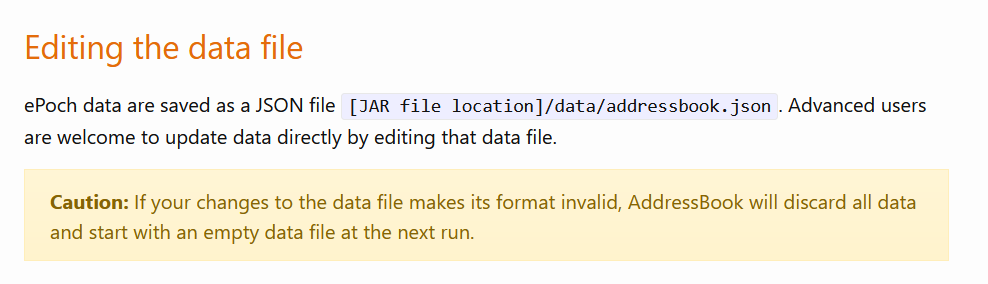 Editing the data file
ePoch data are saved as a JSON file [JAR file location]/data/addressbook.json. Advanced users
are welcome to update data directly by editing that data file.
Caution: If your changes to the data file makes its format invalid, AddressBook will discard all data
and start with an empty data file at the next run.